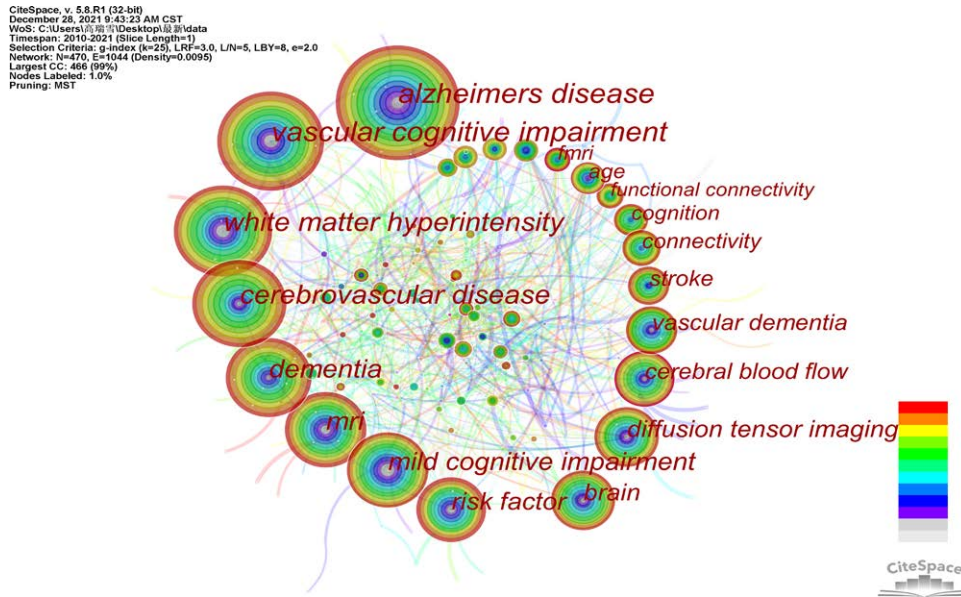 CiteSpace, v. 5.8.R1 (32-bit)
December 28, 2021 9:43:23 AM CST
WoS: C:\Users\高瑞雪\Desktop\最新\data
Timespan: 2010-2021 (Slice Length=1)
Selection Criteria: g-index (k=25), LRF=3.0, L/N=5, LBY=8, e=2.0
Network: N=470, E=1044 (Density=0.0095)
Largest CC: 466 (99%)
Nodes Labeled: 1.0%
Pruning: MST
alzheimers disease
vascular cognitive impairment
fmri
age
functional connectivity
white matter hyperintensity
cognition
connectivity
stroke
cerebrovascular disease
vascular dementia
dementia
cerebral blood flow
mri
diffusion tensor imaging
mild cognitive impairment
risk factor
brain
CiteSpace